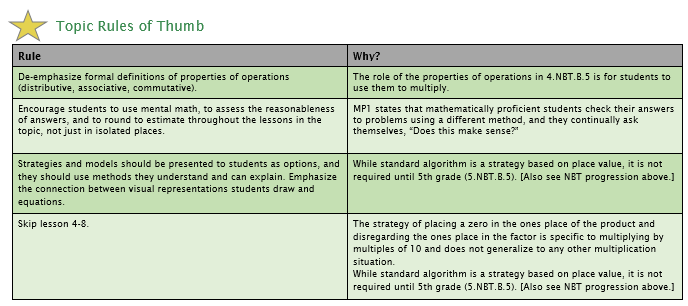 Topic Rules of Thumb
Rule
Why?
De-emphasize formal definitions of properties of operations
(distributive, associative, commutative).
The role of the properties of operations in 4.NBT.B.5 is for students to
use them to multiply.
Encourage students to use mental math, to assess the reasonableness
of answers, and to round to estimate throughout the lessons in the
topic, not just in isolated places.
MP1 states that mathematically proficient students check their answers
to problems using a different method, and they continually ask
themselves, “Does this make sense?”
Strategies and models should be presented to students as options, and
they should use methods they understand and can explain. Emphasize
the connection between visual representations students draw and
equations.
While standard algorithm is a strategy based on place value, it is not
required until 5th grade (5.NBT.B.5). [Also see NBT progression above.]
Skip lesson 4-8.
The strategy of placing a zero in the ones place of the product and
disregarding the ones place in the factor is specific to multiplying by
multiples of 10 and does not generalize to any other multiplication
situation.
While standard algorithm is a strategy based on place value, it is not
required until 5th grade (5.NBT.B.5). [Also see NBT progression above.]